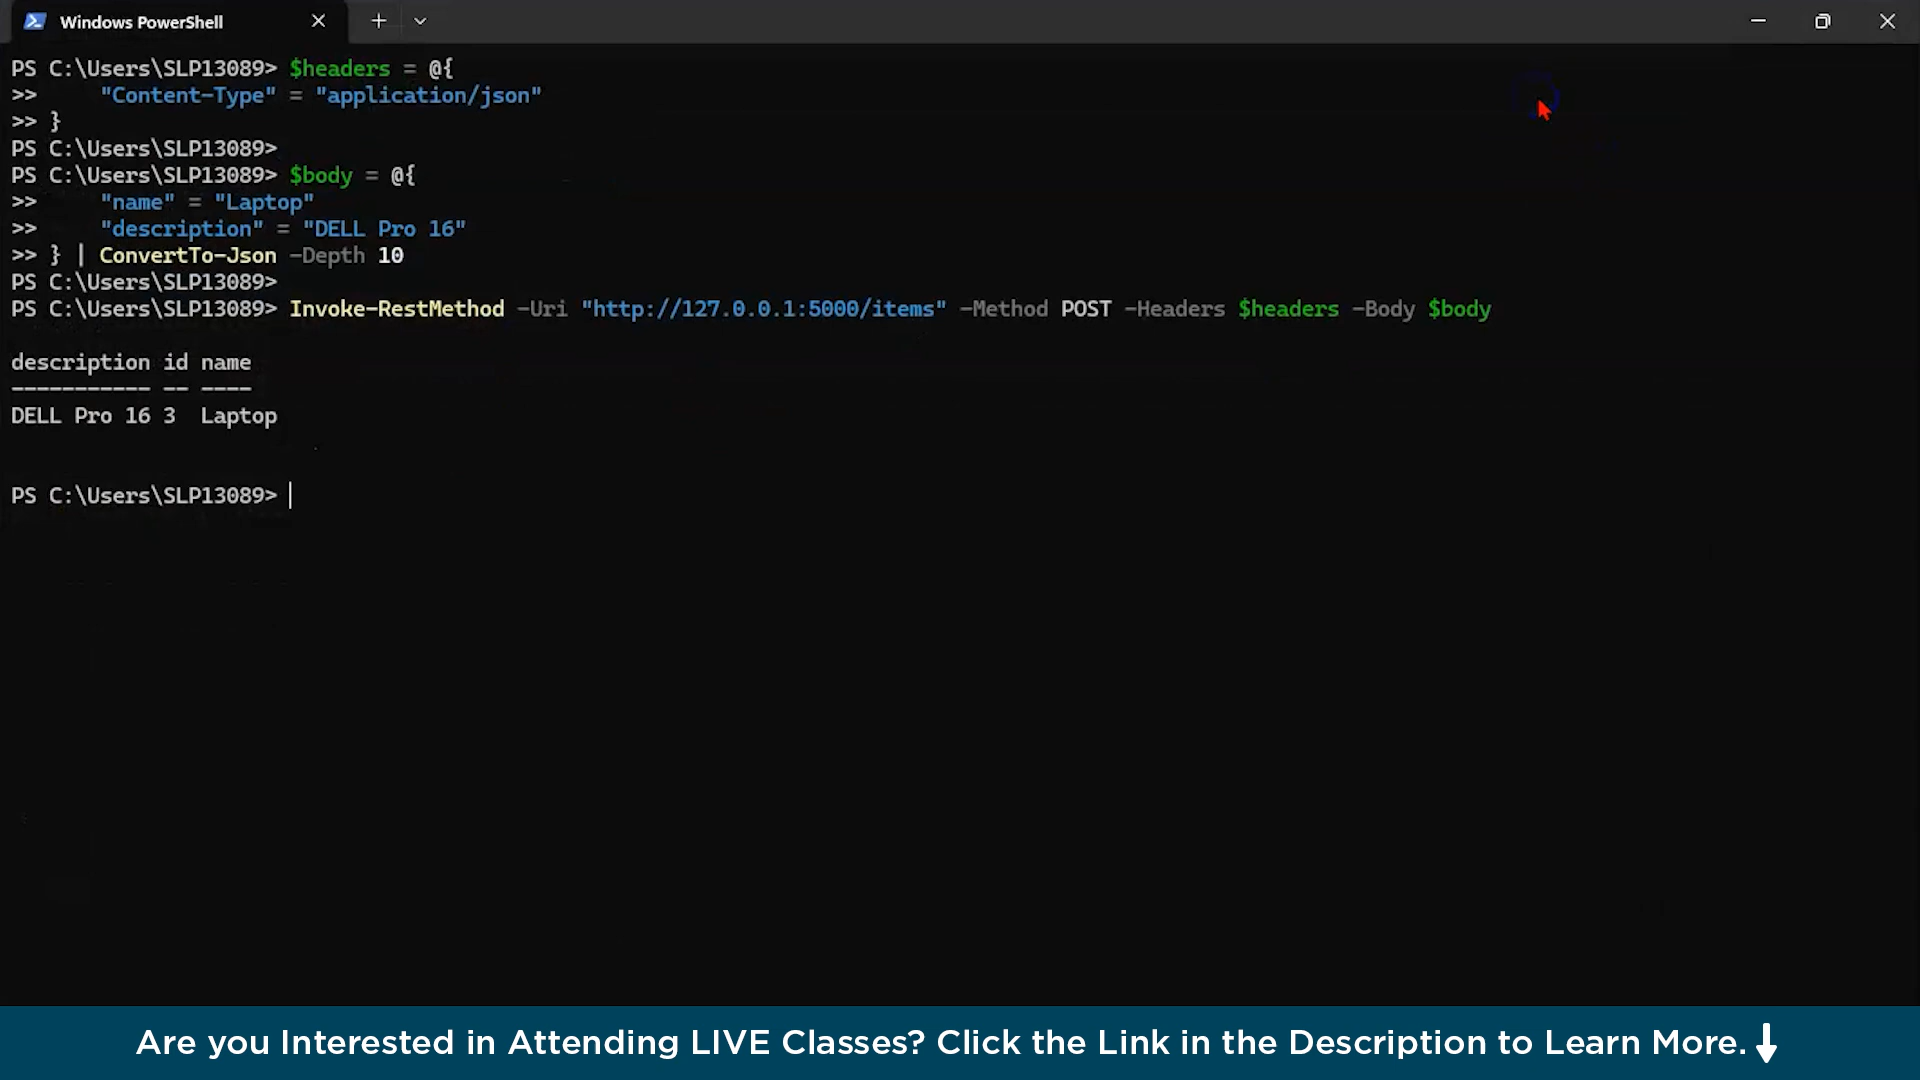 Windows PowerShell
PS C:\Users\SLP13089> $headers = @{
>>     "Content-Type" = "application/json"
>> }
PS C:\Users\SLP13089>
PS C:\Users\SLP13089> $body = @{
>>     "name" = "Laptop"
>>     "description" = "DELL Pro 16"
>> } | ConvertTo-Json -Depth 10
PS C:\Users\SLP13089>
PS C:\Users\SLP13089> Invoke-RestMethod -Uri "http://127.0.0.1:5000/items" -Method POST -Headers $headers -Body $body
description id name
----------- -- ----
DELL Pro 16 3  Laptop
PS C:\Users\SLP13089>
Are you Interested in Attending LIVE Classes? Click the Link in the Description to Learn More.